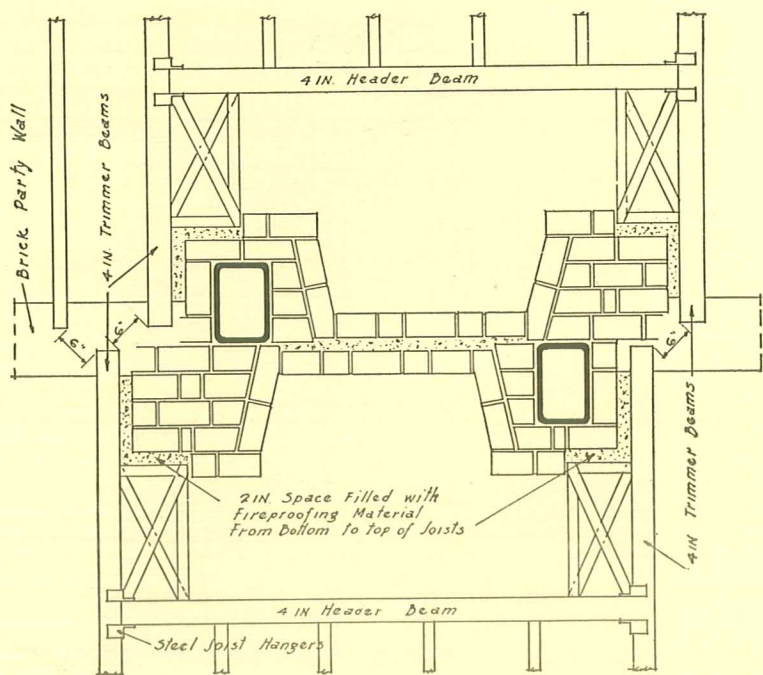 4 IN. Header Beam
Brick Party Wall
4 IN. Trimmer Beams
6"
6"
6"
2 IN. Space Filled with
Fireproofing Material
From Bottom to top of Joists
4 IN Trimmer Beams
4 IN Header Beam
Steel Joist Hangers